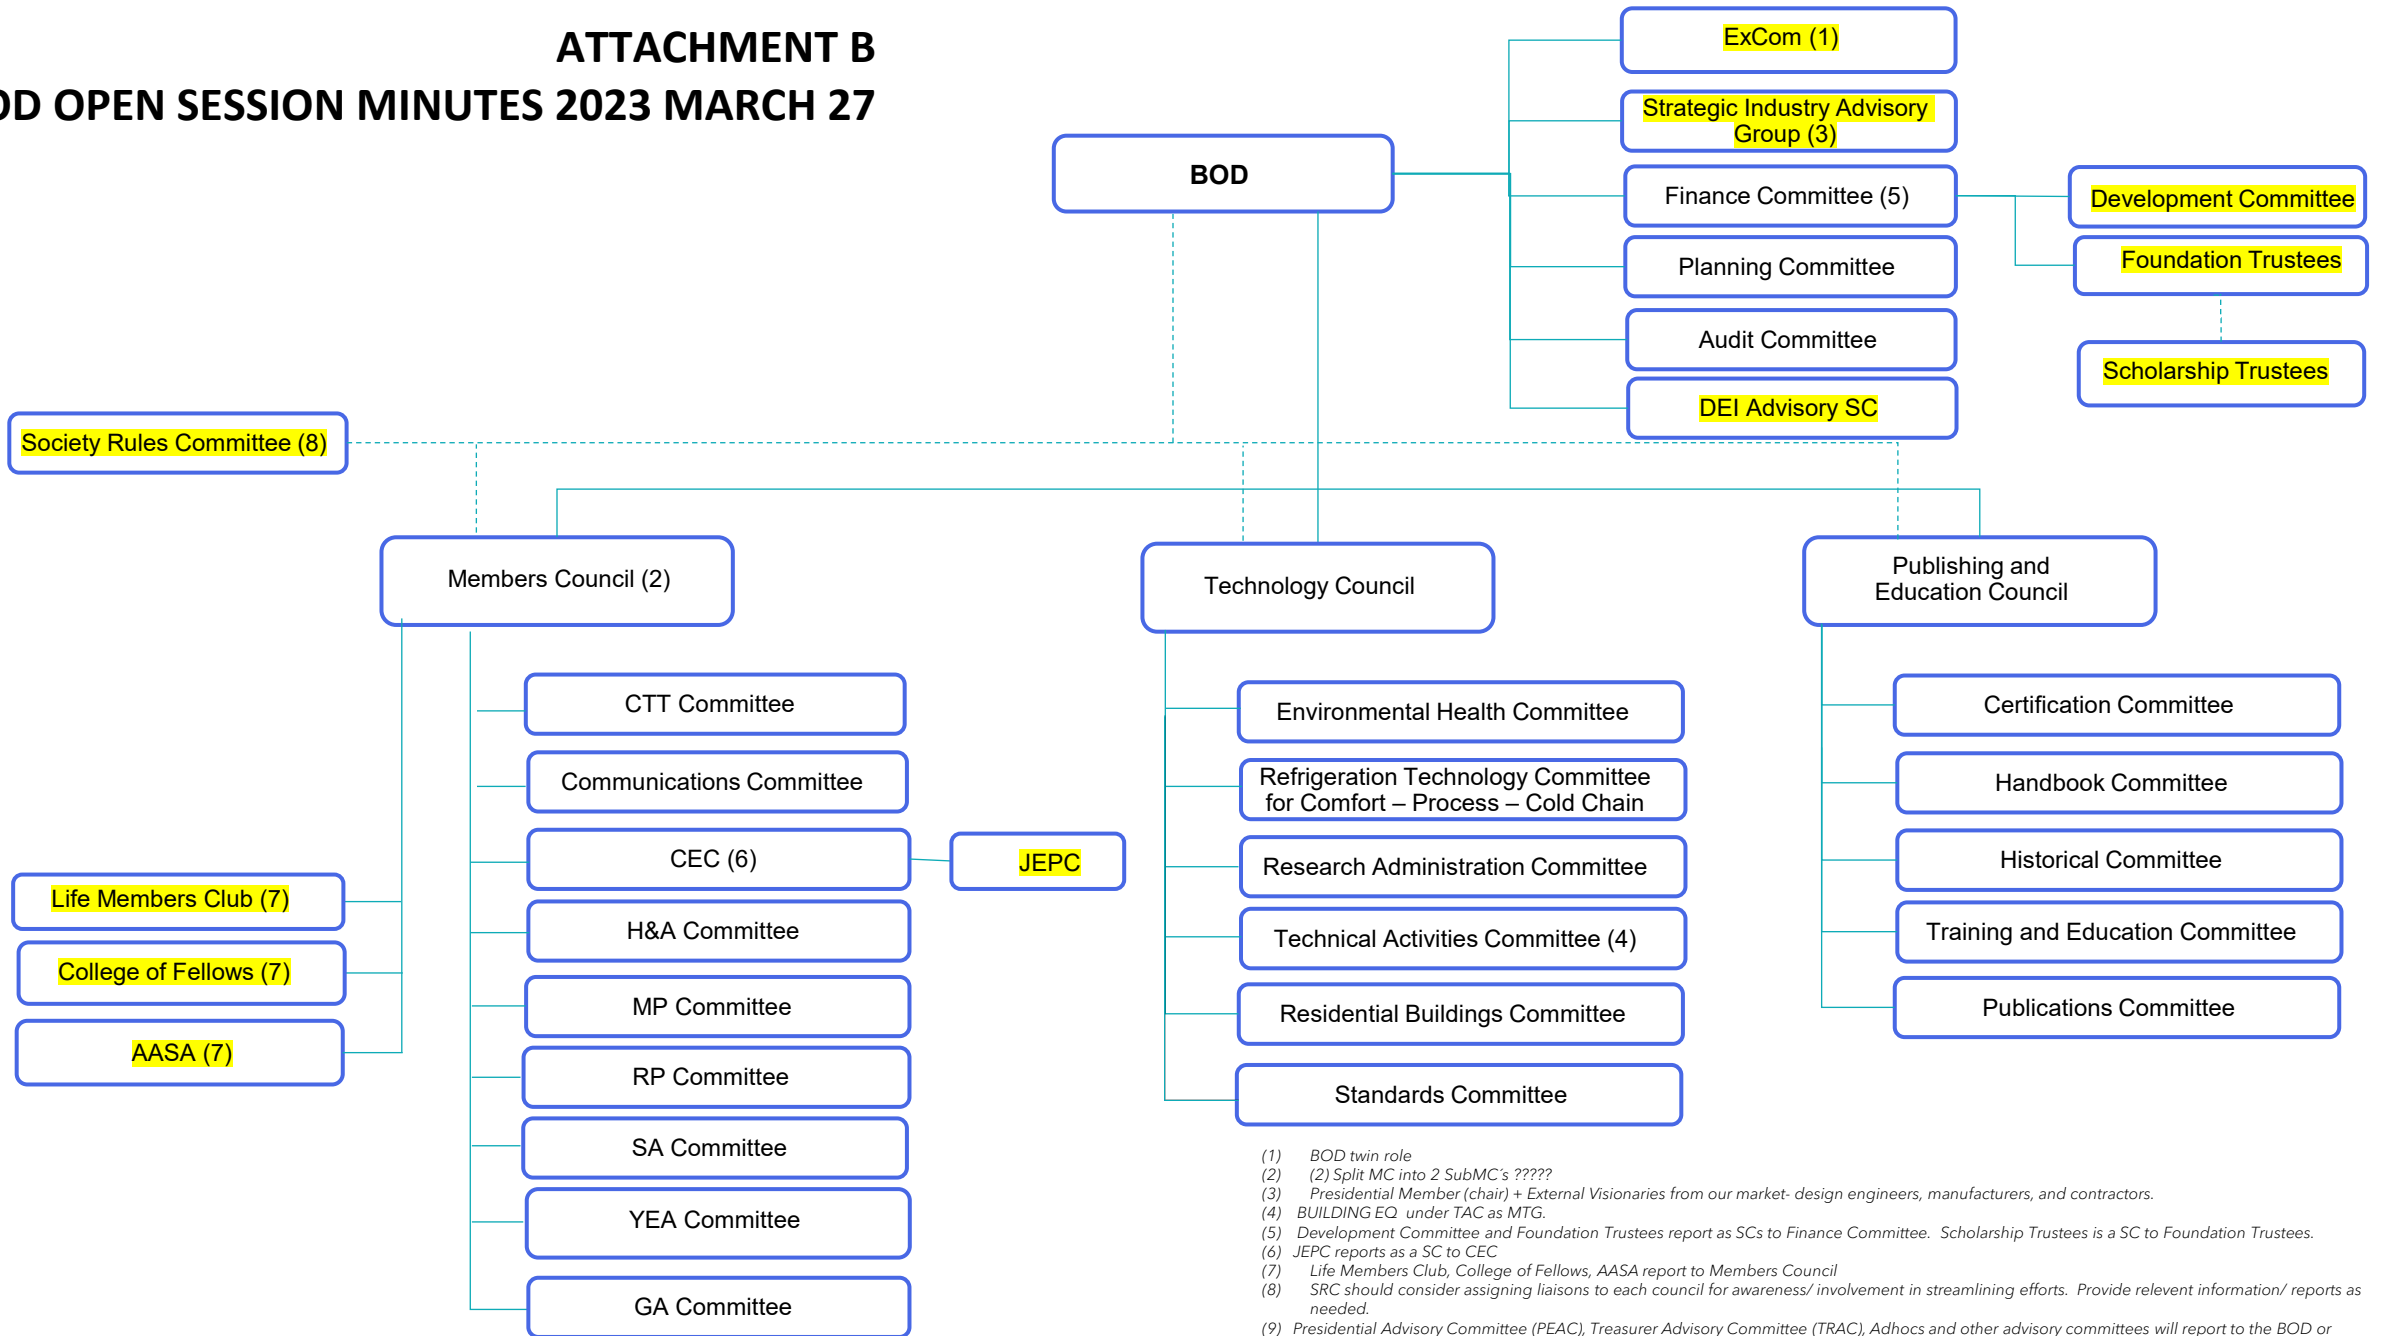 ATTACHMENT B
OD OPEN SESSION MINUTES 2023 MARCH 27
ExCom (1)
Strategic Industry Advisory
Group (3)
BOD
Finance Committee (5)
Development Committee
Planning Committee
Foundation Trustees
Audit Committee
Scholarship Trustees
DEI Advisory SC
Society Rules Committee (8)
Members Council (2)
Technology Council
Publishing and
Education Council
CTT Committee
Communications Committee
CEC (6)
JEPC
H&A Committee
MP Committee
RP Committee
SA Committee
YEA Committee
GA Committee
Life Members Club (7)
College of Fellows (7)
AASA (7)
Environmental Health Committee
Refrigeration Technology Committee
for Comfort – Process – Cold Chain
Research Administration Committee
Technical Activities Committee (4)
Residential Buildings Committee
Standards Committee
Certification Committee
Handbook Committee
Historical Committee
Training and Education Committee
Publications Committee
(1) BOD twin role
(2) (2) Split MC into 2 SubMC´s ?????
(3) Presidential Member (chair) + External Visionaries from our market- design engineers, manufacturers, and contractors.
(4) BUILDING EQ under TAC as MTG.
(5) Development Committee and Foundation Trustees report as SCs to Finance Committee. Scholarship Trustees is a SC to Foundation Trustees.
(6) JEPC reports as a SC to CEC
(7) Life Members Club, College of Fellows, AASA report to Members Council
(8) SRC should consider assigning liaisons to each council for awareness/ involvement in streamlining efforts. Provide relevent information/ reports as
needed.
(9) Presidential Advisory Committee (PEAC), Treasurer Advisory Committee (TRAC), Adhocs and other advisory committees will report to the BOD or